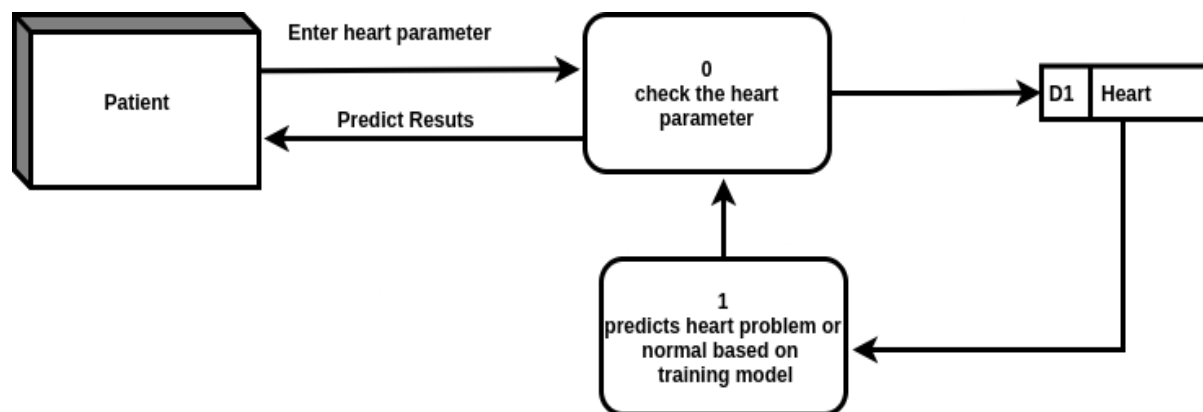 Enter heart parameter
Patient
Predict Resuts
0
check the heart
parameter
D1
Heart
1
predicts heart problem or
normal based on
training model